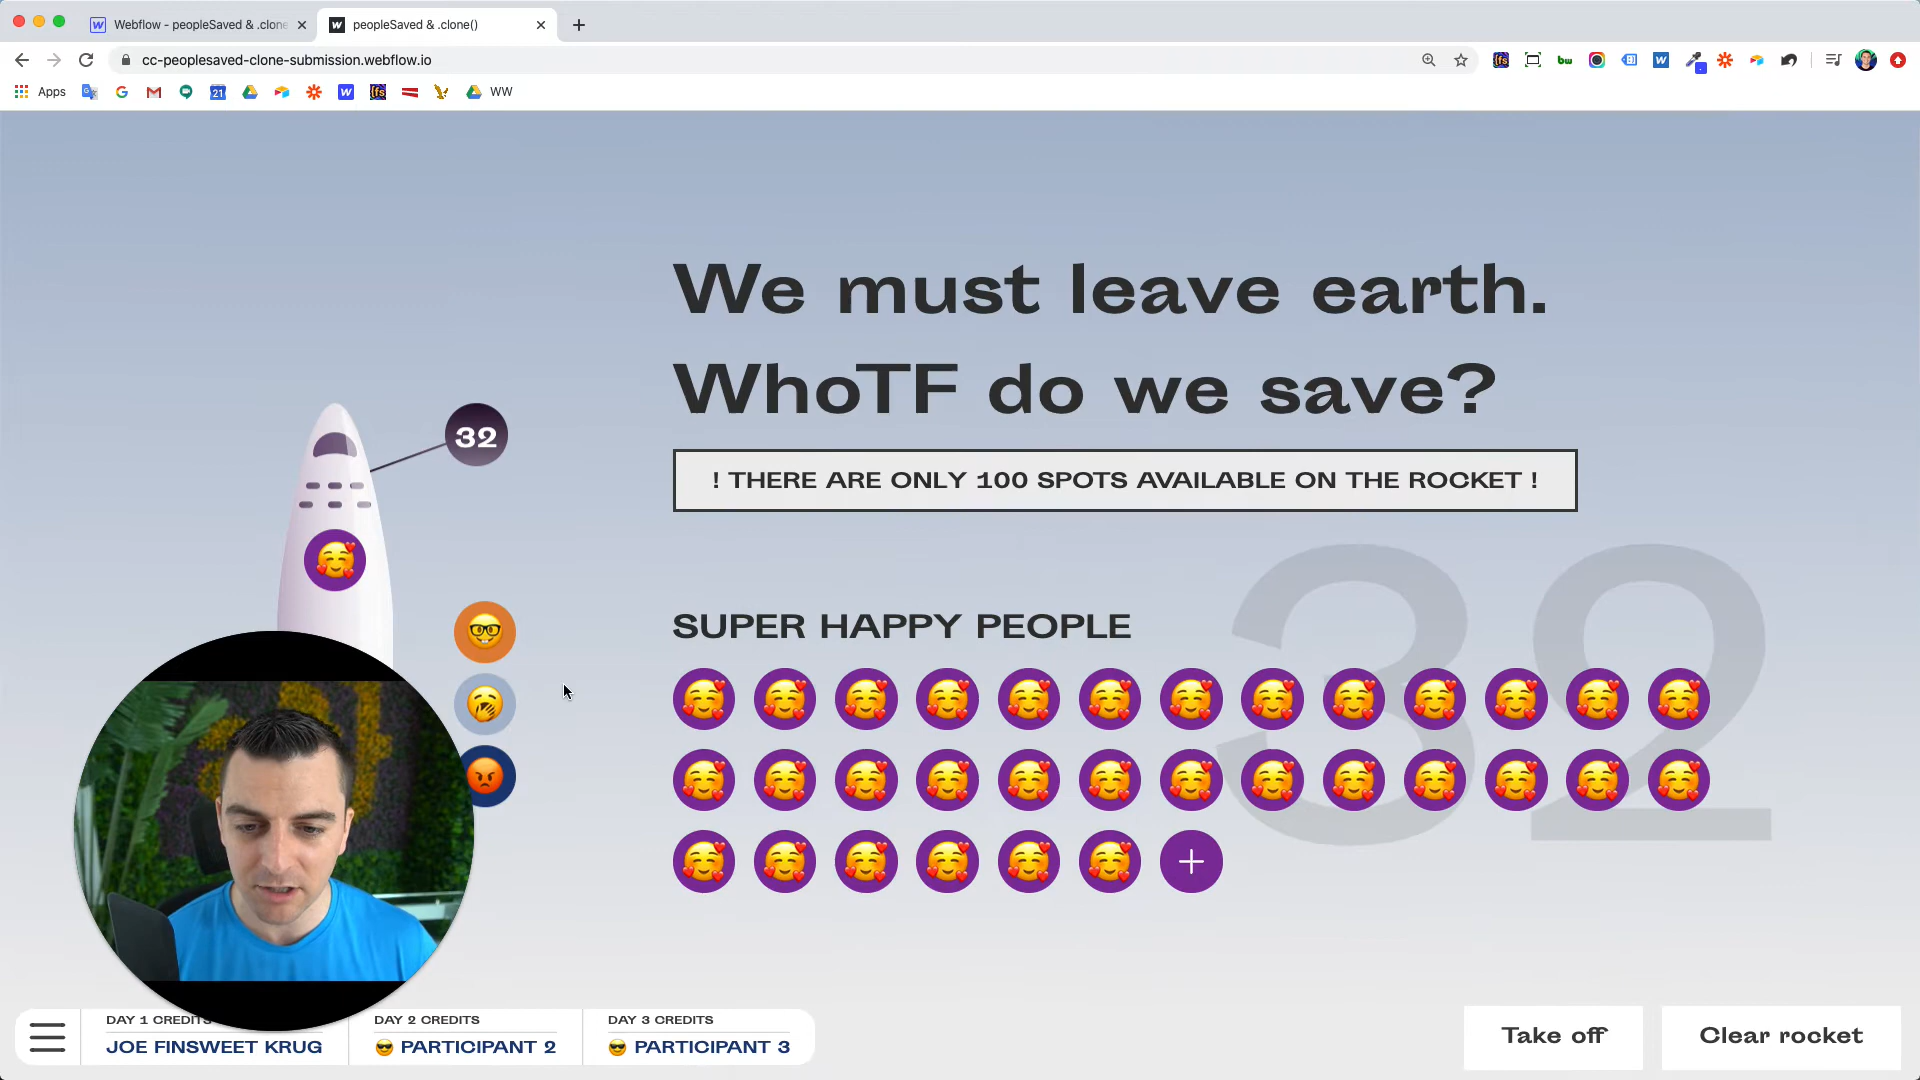 Webflow - peopleSaved & .clone
peopleSaved & .clone()
cc-peoplesaved-clone-submission.webflow.io
Apps
21
WW
We must leave earth.
WhoTF do we save?
32
! THERE ARE ONLY 100 SPOTS AVAILABLE ON THE ROCKET !
32
SUPER HAPPY PEOPLE
DAY 1 CREDITS
JOE FINSWEET KRUG
DAY 2 CREDITS
😎 PARTICIPANT 2
DAY 3 CREDITS
😎 PARTICIPANT 3
Take off
Clear rocket